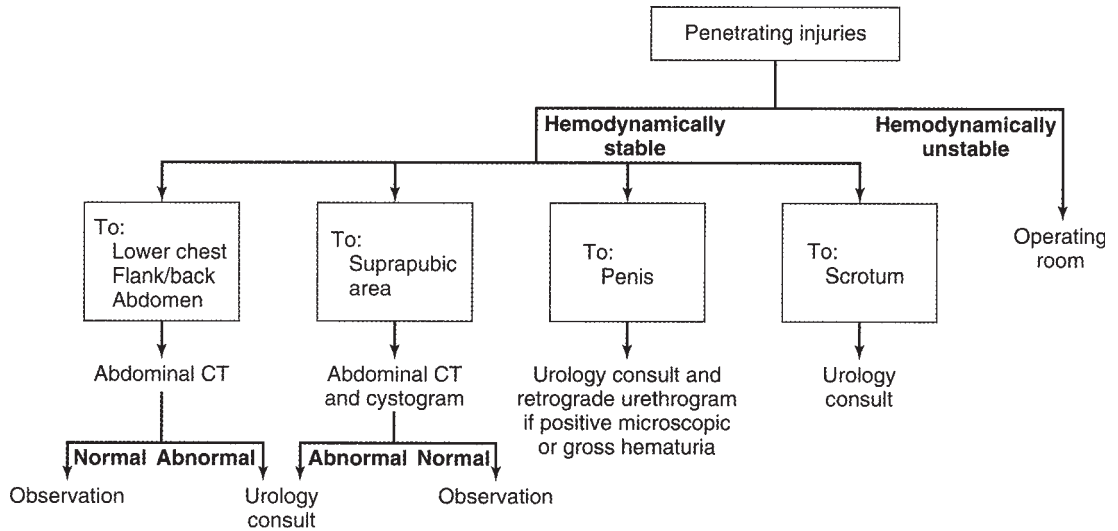 Penetrating injuries
Hemodynamically
stable
Hemodynamically
unstable
To:
Lower chest
Flank/back
Abdomen
To:
Suprapubic
area
To:
Penis
To:
Scrotum
Operating
room
Abdominal CT
Abdominal CT
and cystogram
Urology consult and
retrograde urethrogram
if positive microscopic
or gross hematuria
Urology
consult
Normal Abnormal
Abnormal Normal
Observation
Urology
consult
Observation